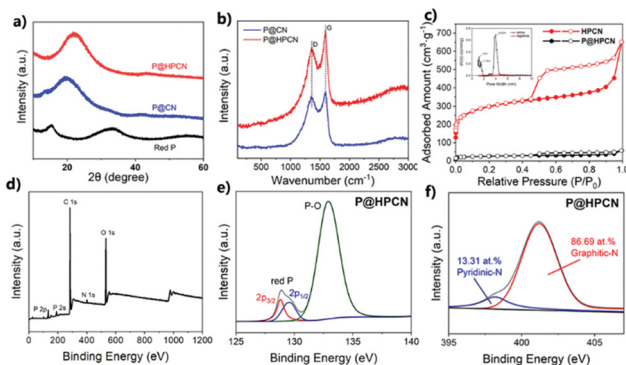 a)
P@HPCN
P@CN
Red P
Intensity (a.u.)
20 40 60
2θ (degree)
b)
P@CN
P@HPCN
D
G
Intensity (a.u.)
1000 1500 2000 2500 3000
Wavenumber (cm⁻¹)
c)
HPCN
P@HPCN
Adsorbed Amount (cm³·g⁻¹)
800
700
600
500
400
300
200
100
0
Pore Width (nm)
0.0 0.2 0.4 0.6 0.8 1.0
Relative Pressure (P/P₀)
d)
C 1s
O 1s
N 1s
P 2s
P 2p
Intensity (a.u.)
0 200 400 600 800 1000 1200
Binding Energy (eV)
e)
P@HPCN
P-O
red P
2p₃/₂
2p₁/₂
Intensity (a.u.)
125 130 135 140
Binding Energy (eV)
f)
P@HPCN
86.69 at.%
Graphitic-N
13.31 at.%
Pyridinic-N
Intensity (a.u.)
395 400 405
Binding Energy (eV)